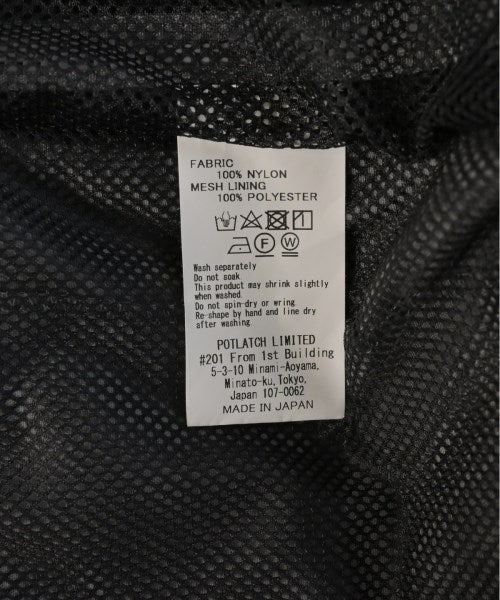 FABRIC
100% NYLON
MESH LINING
100% POLYESTER
F W
Wash separately
Do not soak.
This product may shrink slightly
when washed.
Do not spin-dry or wring.
Re-shape by hand and line dry
after washing.
POTLATCH LIMITED
#201 From 1st Building
5-3-10 Minami-Aoyama,
Minato-ku, Tokyo,
Japan 107-0062
MADE IN JAPAN